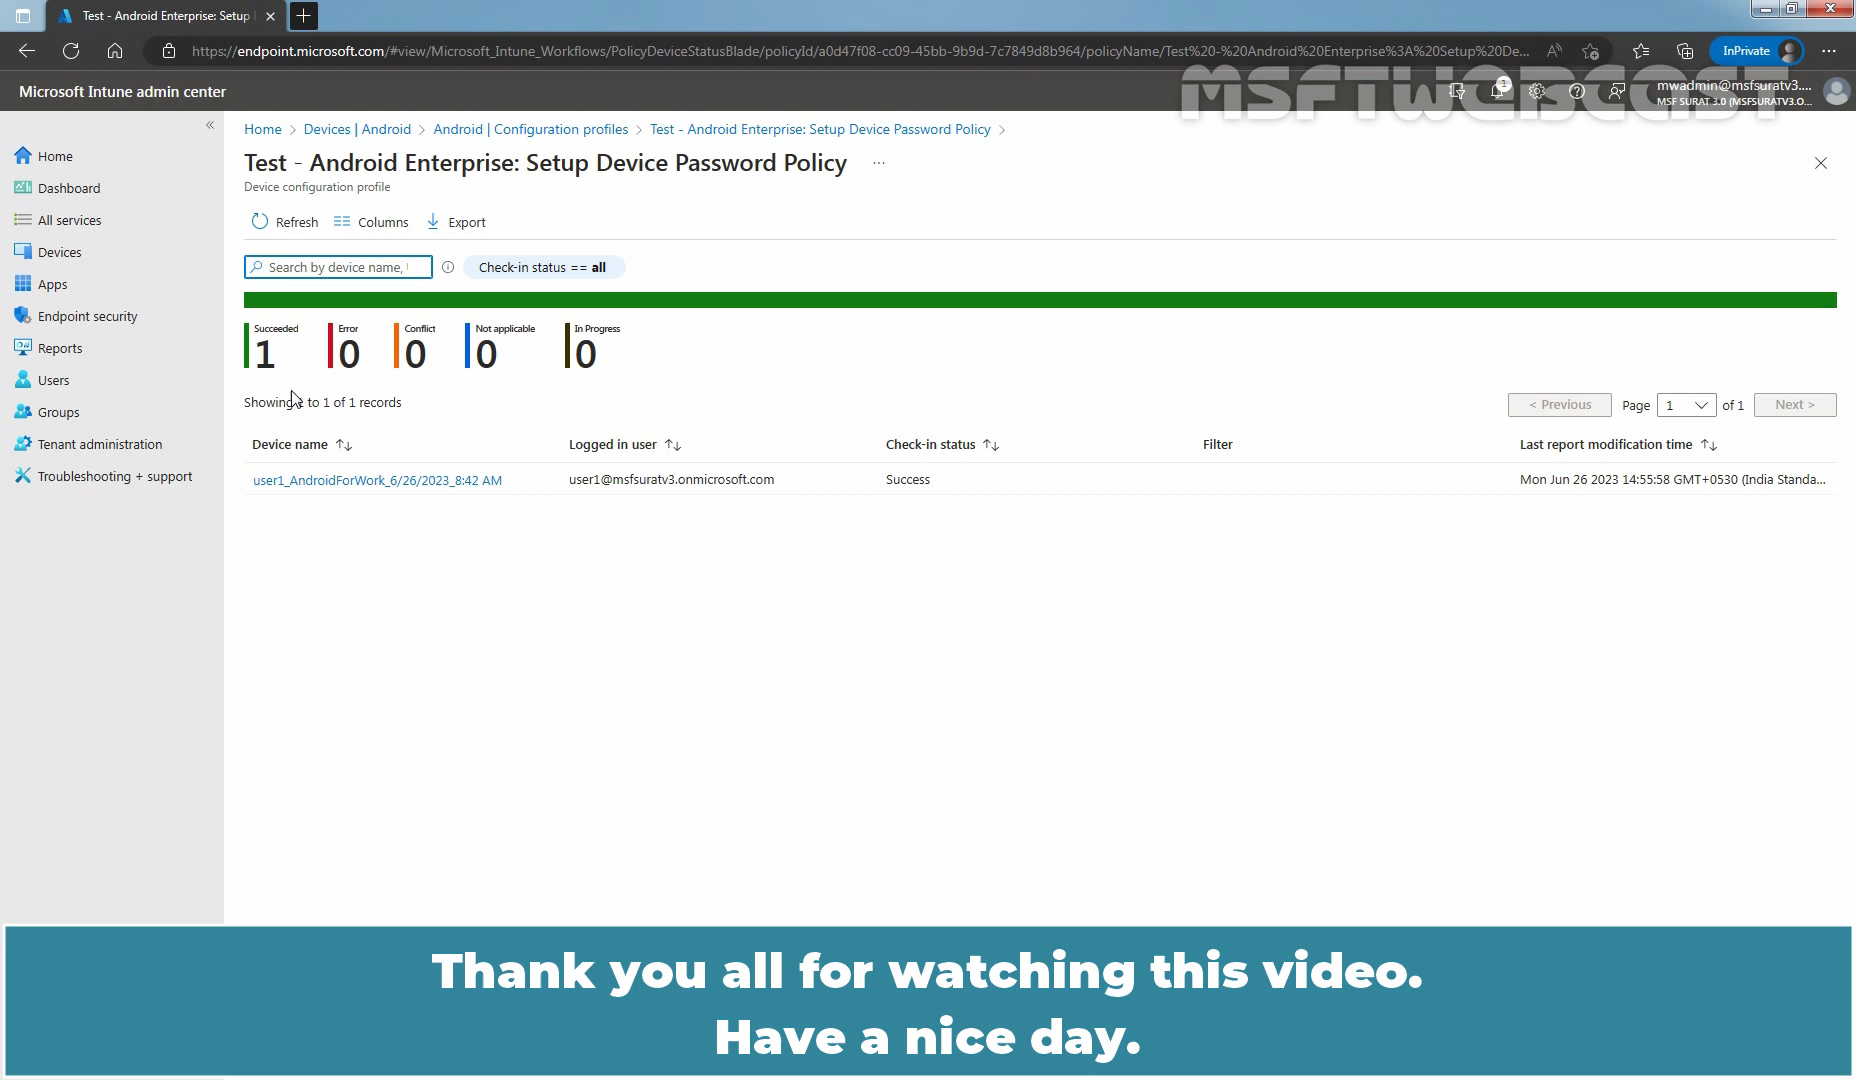 Test - Android Enterprise: Setup
https://endpoint.microsoft.com/#view/Microsoft_Intune_Workflows/PolicyDeviceStatusBlade/policyId/a0d47f08-cc09-45bb-9b9d-7c7849d8b964/policyName/Test%20-%20Android%20Enterprise%3A%20Setup%20De...
InPrivate
Microsoft Intune admin center
MSFTWEBCAST
1
mwadmin@msfsuratv3....
MSF SURAT 3.0 (MSFSURATV3.O...
Home > Devices | Android > Android | Configuration profiles > Test - Android Enterprise: Setup Device Password Policy >
Home
Dashboard
All services
Devices
Apps
Endpoint security
Reports
Users
Groups
Tenant administration
Troubleshooting + support
Test - Android Enterprise: Setup Device Password Policy ...
Device configuration profile
Refresh Columns Export
Search by device name, Check-in status == all
Succeeded Error Conflict Not applicable In Progress
1 0 0 0 0
Showing to 1 of 1 records
< Previous Page 1 of 1 Next >
Device name Logged in user Check-in status Filter Last report modification time
user1_AndroidForWork_6/26/2023_8:42 AM user1@msfsuratv3.onmicrosoft.com Success Mon Jun 26 2023 14:55:58 GMT+0530 (India Standa...
Thank you all for watching this video.
Have a nice day.